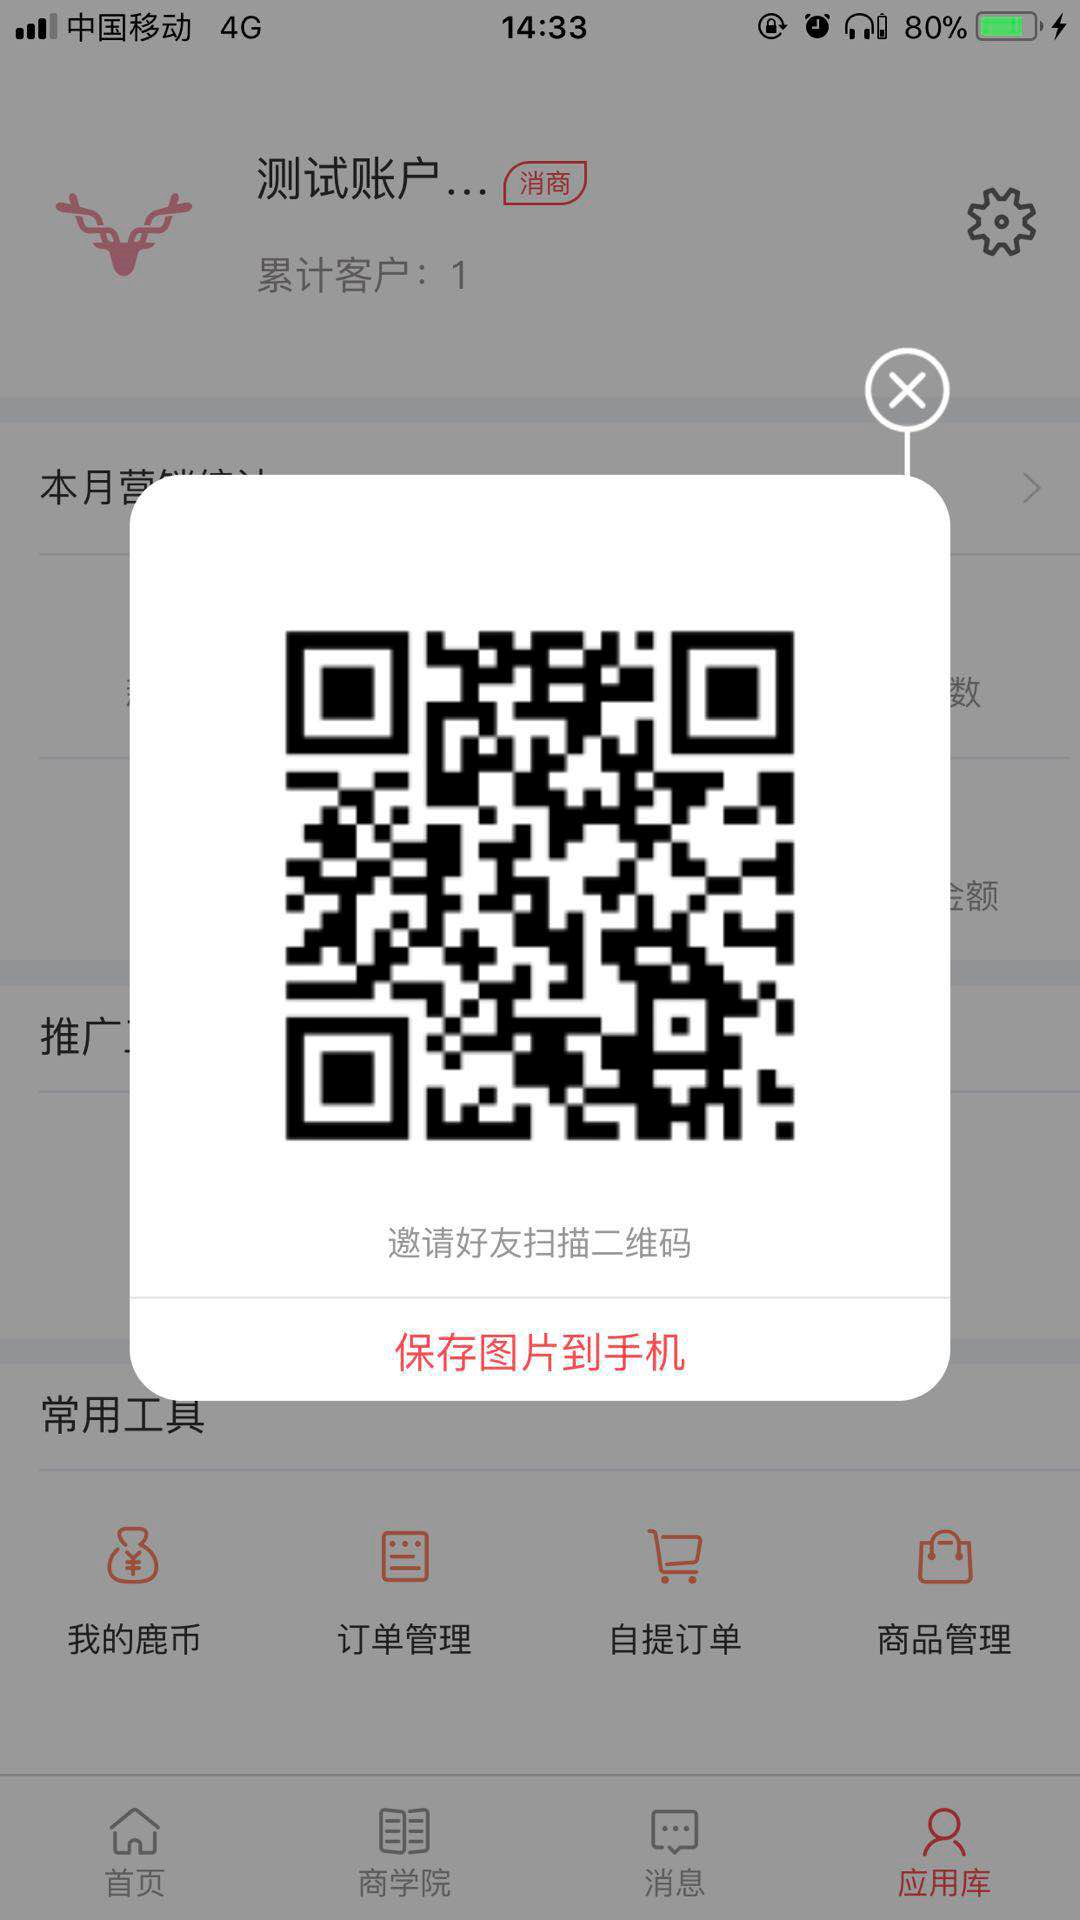 中国移动 4G 14:33 80%
测试账户... 消商
累计客户：1
本月营销统计
数
金额
推广
邀请好友扫描二维码
保存图片到手机
常用工具
我的鹿币 订单管理 自提订单 商品管理
首页 商学院 消息 应用库